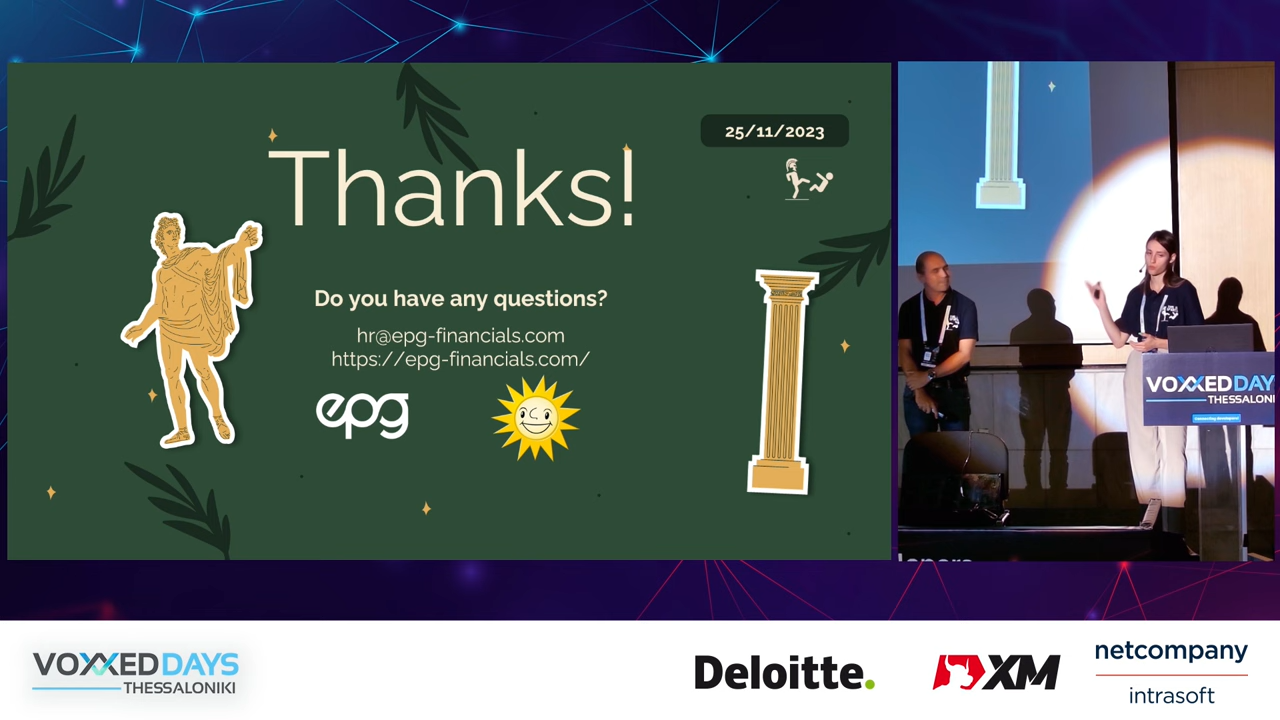 Thanks!
25/11/2023
Do you have any questions?
hr@epg-financials.com
https://epg-financials.com/
epg
VOXXED DAY
THESSALONI
VOXXED DAYS
THESSALONIKI
Deloitte.
XM
netcompany
intrasoft